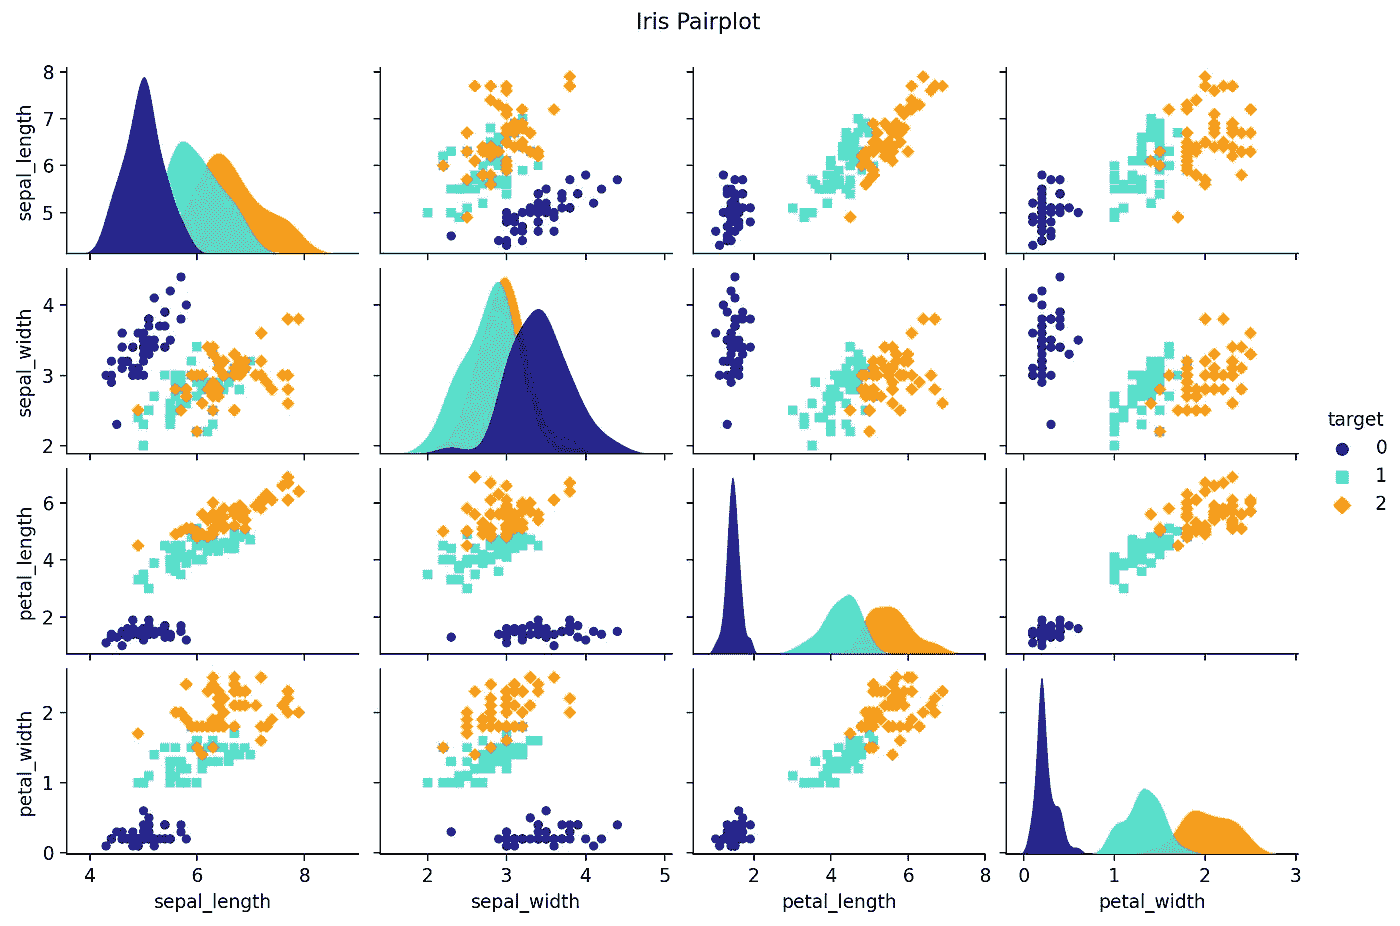 Iris Pairplot
sepal_length
8
7
6
5
sepal_width
4
3
2
petal_length
6
4
2
petal_width
2
1
0
4 6 8
2 3 4 5
2 4 6 8
0 1 2 3
sepal_length
sepal_width
petal_length
petal_width
target
0
1
2